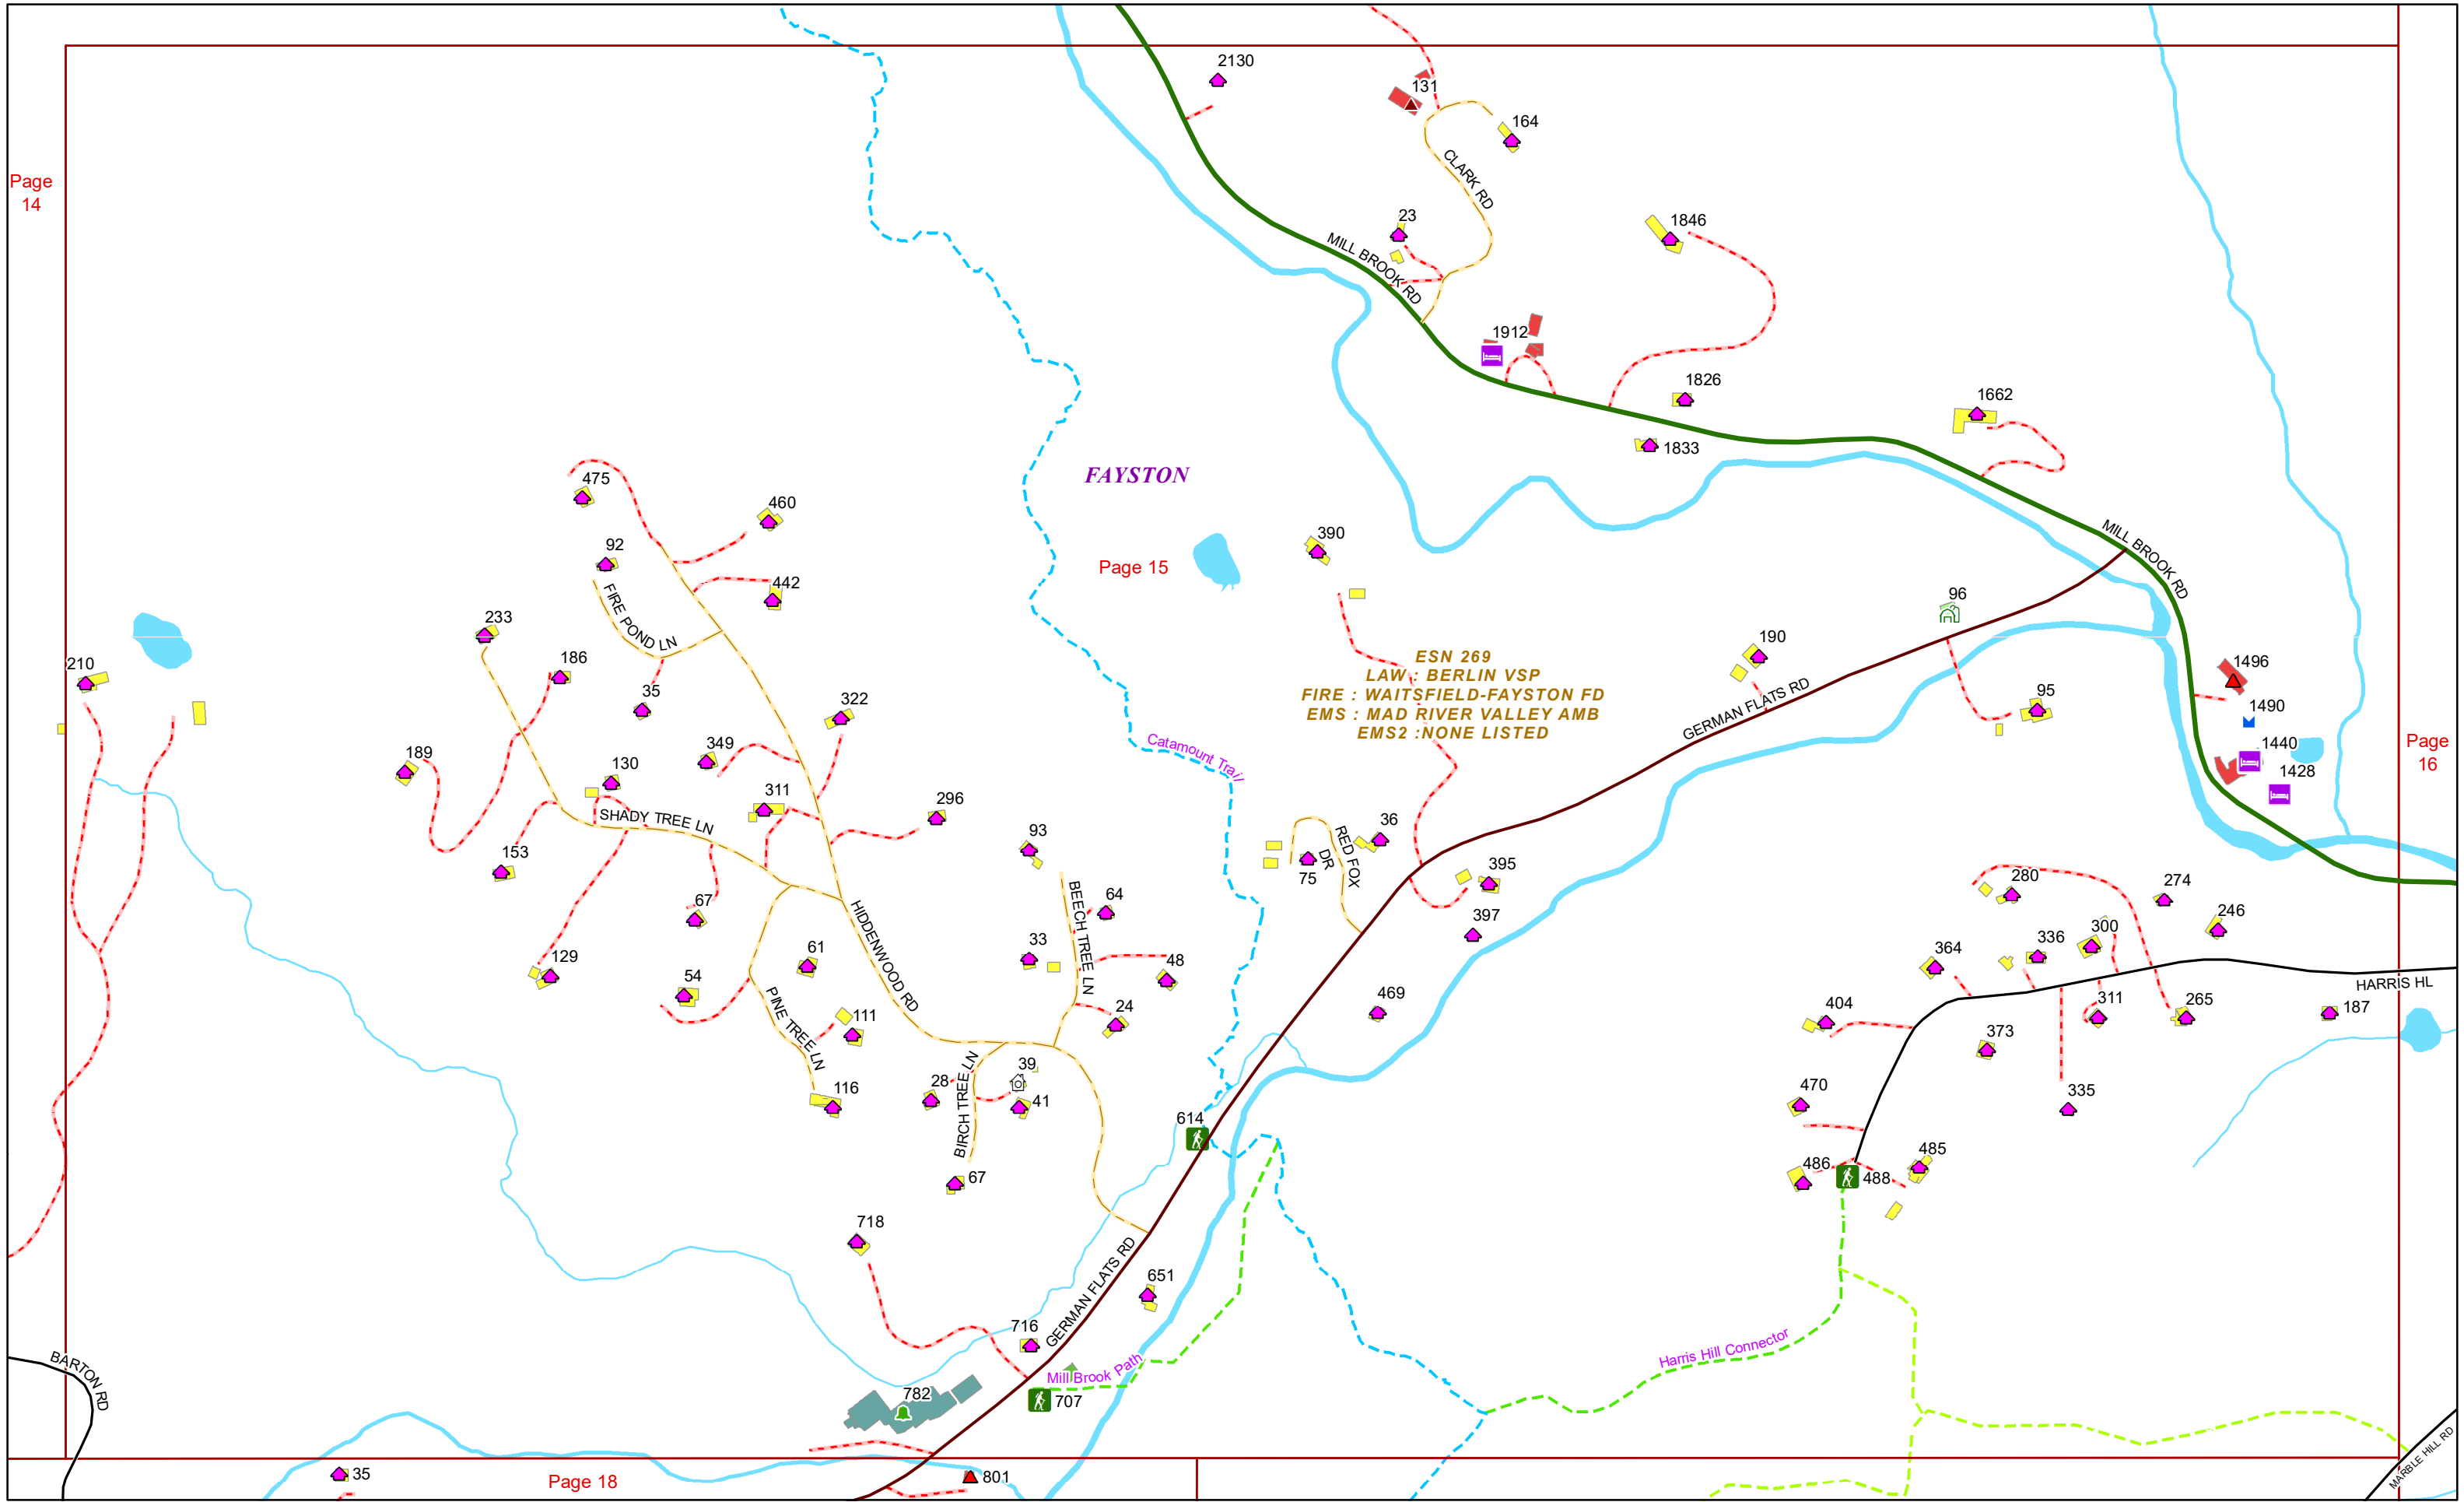 2130
131
164
Page
14
CLARK RD
23
1846
MILL BROOK RD
1912
1826
1662
1833
FAYSTON
475
460
390
MILL BROOK RD
92
Page 15
442
96
FIRE POND LN
233
190
ESN 269
LAW : BERLIN VSP
FIRE : WAITSFIELD-FAYSTON FD
EMS : MAD RIVER VALLEY AMB
EMS2 :NONE LISTED
210
186
1496
35
322
GERMAN FLATS RD
95
1490
349
Catamount Trail
1440
Page
16
189
130
1428
311
296
SHADY TREE LN
36
93
RED FOX
DR
153
395
75
280
274
67
64
BEECH TREE LN
246
HIDDENWOOD RD
397
300
336
33
61
364
129
54
48
HARRIS HL
469
24
404
311
265
187
PINE TREE LN
111
373
39
28
470
116
41
335
BIRCH TREE LN
614
485
486
67
488
718
651
GERMAN FLATS RD
716
Harris Hill Connector
BARTON RD
Mill Brook Path
782
707
MARBLE HILL RD
35
Page 18
801